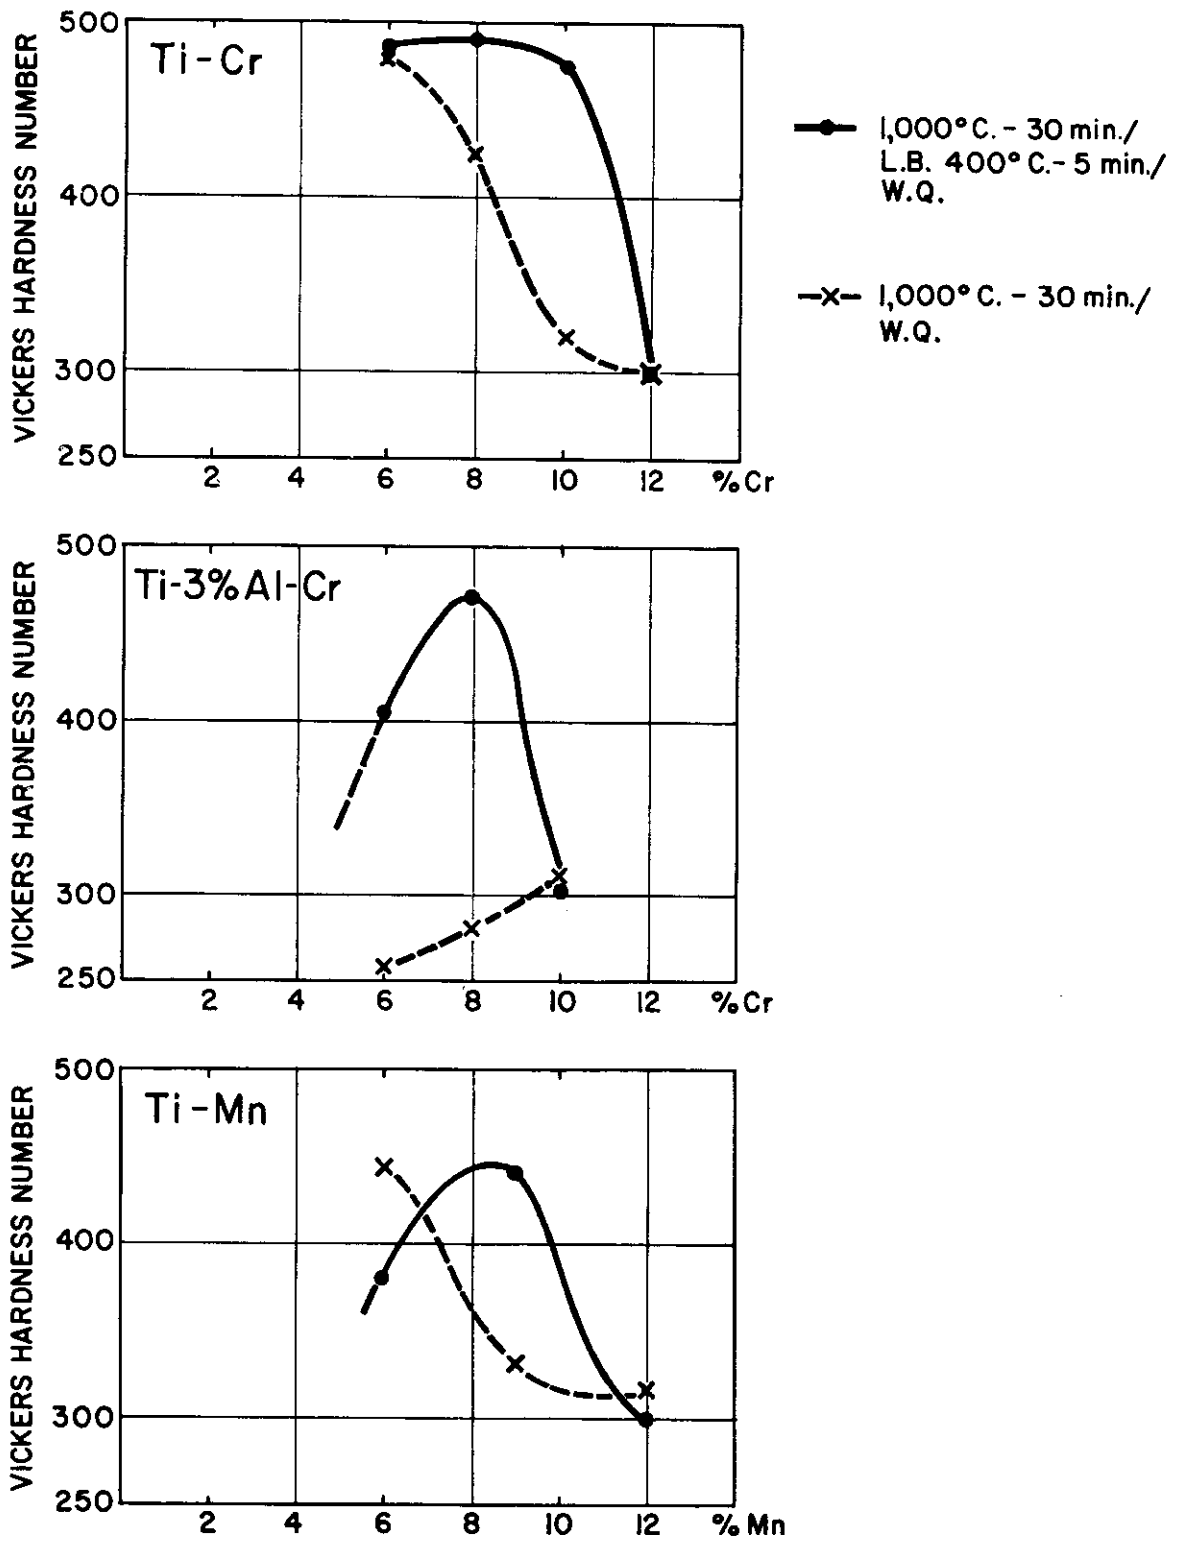 VICKERS HARDNESS NUMBER
500
400
300
250
Ti-Cr
2 4 6 8 10 12 % Cr
1,000°C. - 30 min./
L.B. 400°C.- 5 min./
W.Q.
1,000°C. - 30 min./
W.Q.
VICKERS HARDNESS NUMBER
500
400
300
250
Ti-3%Al-Cr
2 4 6 8 10 12 % Cr
VICKERS HARDNESS NUMBER
500
400
300
250
Ti-Mn
2 4 6 8 10 12 % Mn